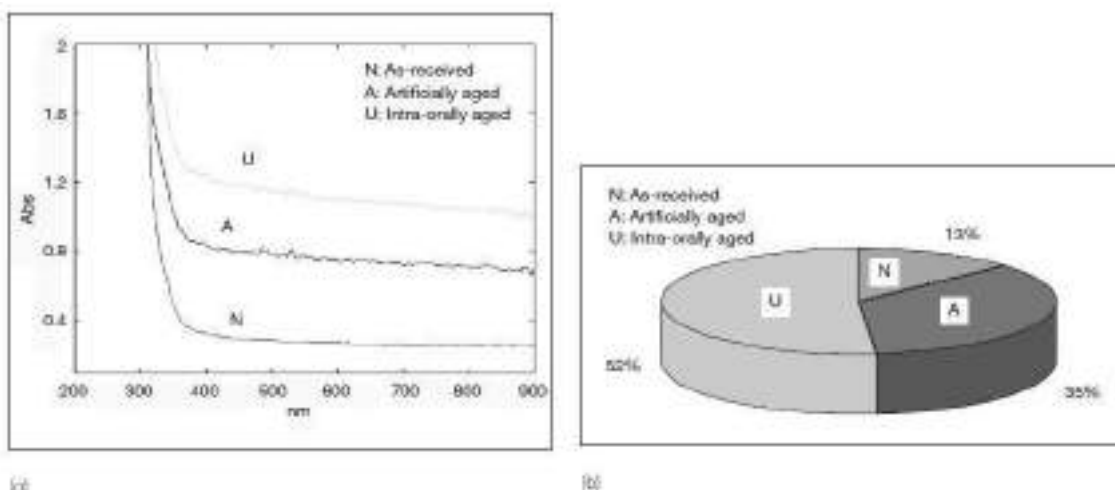 2
1.6
1.2
0.8
0.4
Abs
N: As-received
A: Artificially aged
U: Intra-orally aged
U
A
N
200 300 400 500 600 700 800 900
nm
(a)
N: As-received
A: Artificially aged
U: Intra-orally aged
13%
N
U
A
52%
35%
(b)